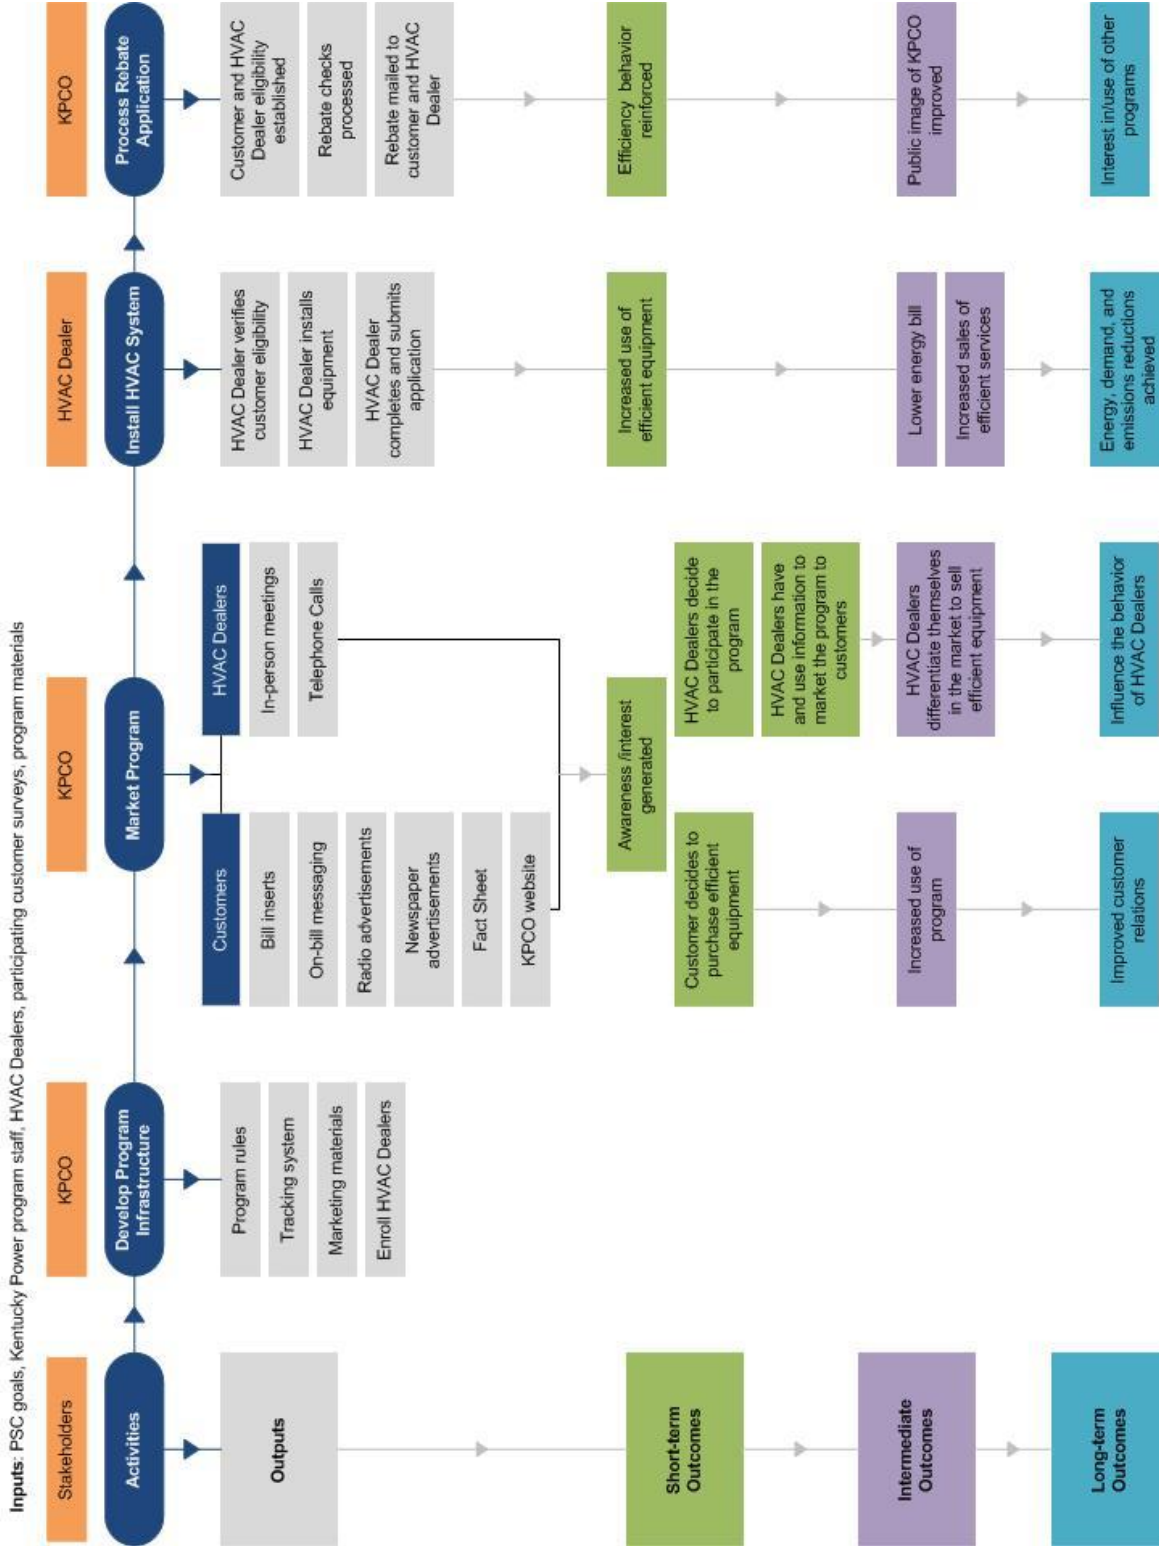 Inputs: PSC goals, Kentucky Power program staff, HVAC Dealers, participating customer surveys, program materials
Stakeholders
KPCO
KPCO
HVAC Dealer
KPCO
Activities
Develop Program
Infrastructure
Market Program
Install HVAC System
Process Rebate
Application
Outputs
Program rules
Tracking system
Marketing materials
Enroll HVAC Dealers
Customers
Bill inserts
On-bill messaging
Radio advertisements
Newspaper
advertisements
Fact Sheet
KPCO website
HVAC Dealers
In-person meetings
Telephone Calls
HVAC Dealer verifies
customer eligibility
HVAC Dealer installs
equipment
HVAC Dealer
completes and submits
application
Customer and HVAC
Dealer eligibility
established
Rebate checks
processed
Rebate mailed to
customer and HVAC
Dealer
Short-term
Outcomes
Awareness /interest
generated
Customer decides to
purchase efficient
equipment
HVAC Dealers decide
to participate in the
program
HVAC Dealers have
and use information to
market the program to
customers
Increased use of
efficient equipment
Efficiency behavior
reinforced
Intermediate
Outcomes
Increased use of
program
HVAC Dealers
differentiate themselves
in the market to sell
efficient equipment
Lower energy bill
Increased sales of
efficient services
Public image of KPCO
improved
Long-term
Outcomes
Improved customer
relations
Influence the behavior
of HVAC Dealers
Energy, demand, and
emissions reductions
achieved
Interest in/use of other
programs